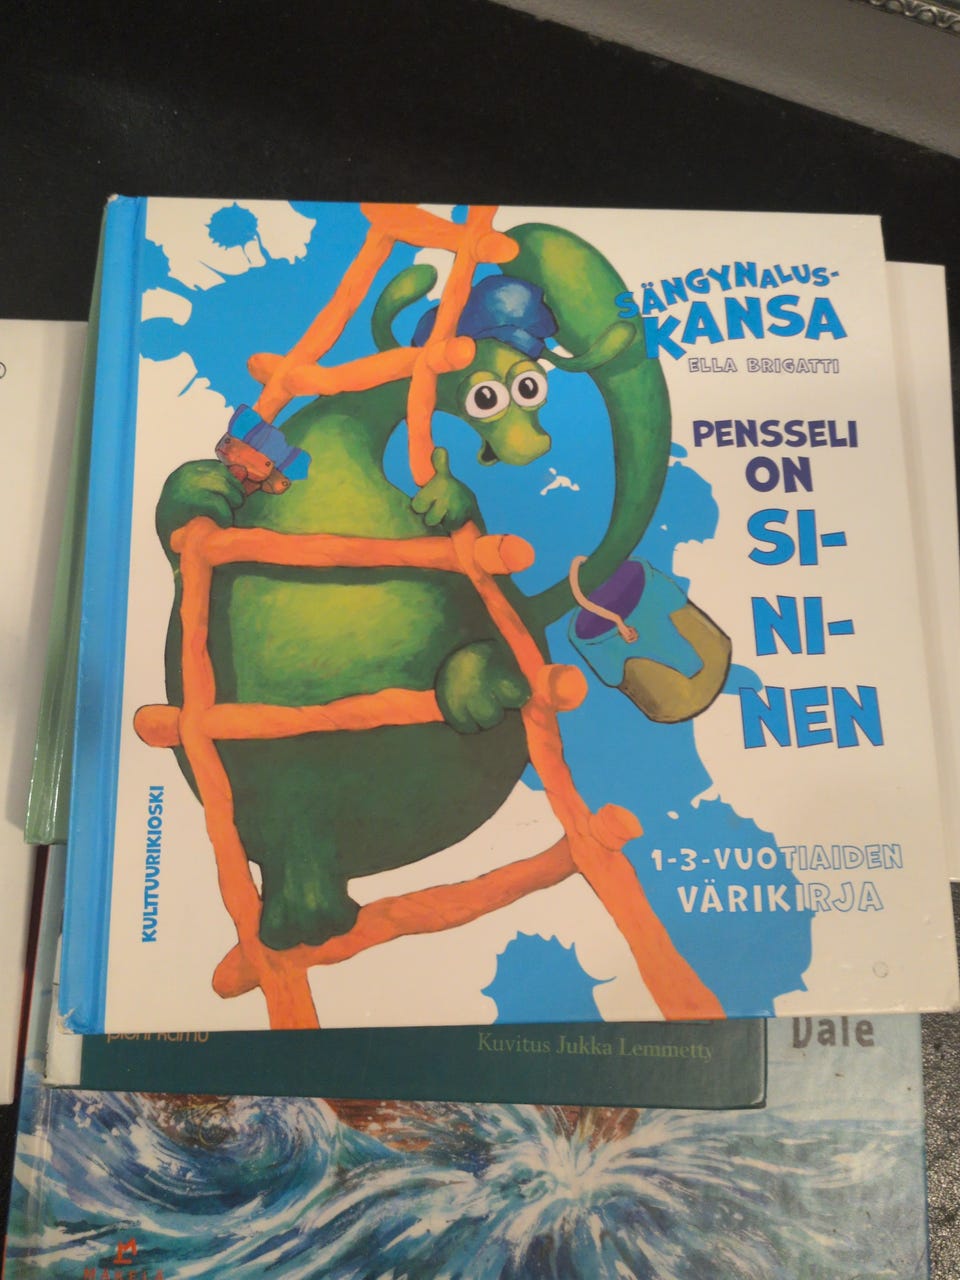 SÄNGYNALUS-
KANSA
ELLA BRIGATTI
PENSSELI
ON
SI-
NI-
NEN
1-3-VUOTIAIDEN
VÄRIKIRJA
KULTTUURIKIOSKI
Kuvitus Jukka Lemmetty
Dale